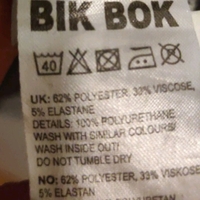 BIK BOK
40
UK: 62% POLYESTER, 33% VISCOSE,
5% ELASTANE
DETAILS: 100% POLYURETHANE
WASH WITH SIMILAR COLOURS!
WASH INSIDE OUT!
DO NOT TUMBLE DRY
NO: 62% POLYESTER, 33% VISKOSE
5% ELASTAN